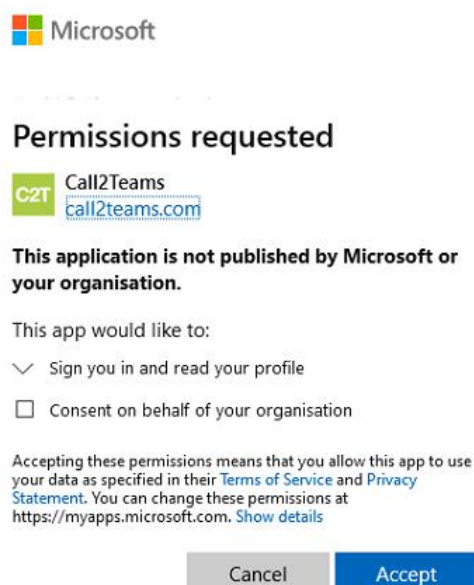 Microsoft
Permissions requested
C2T
Call2Teams
call2teams.com
This application is not published by Microsoft or
your organisation.
This app would like to:
Sign you in and read your profile
Consent on behalf of your organisation
Accepting these permissions means that you allow this app to use
your data as specified in their Terms of Service and Privacy
Statement. You can change these permissions at
https://myapps.microsoft.com. Show details
Cancel
Accept